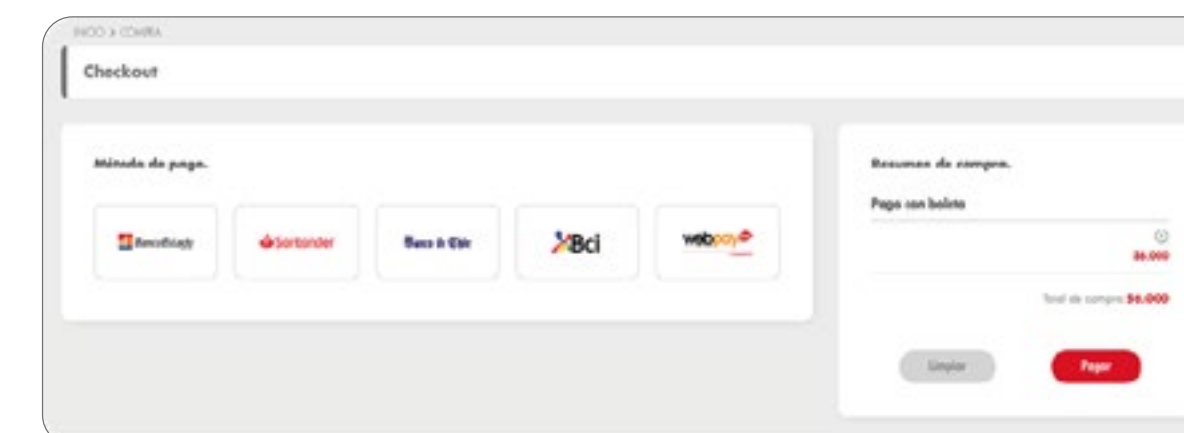 INICIO > COMPRA
Checkout
Método de pago.
BancoEstado
Santander
Banco de Chile
Bci
webpay
Resumen de compra.
Pago con boleta
$6.000
Total de compra: $6.000
Limpiar
Pagar